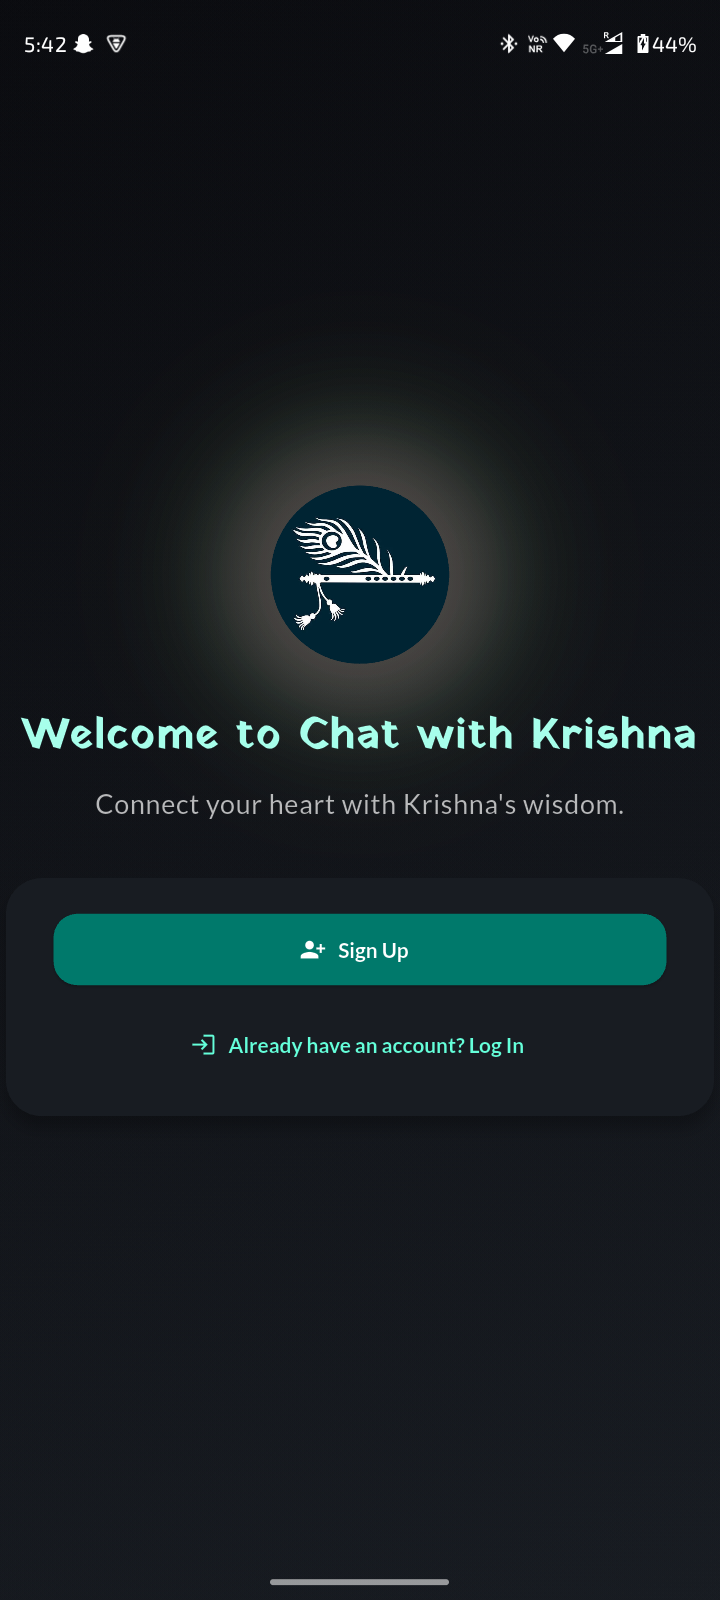 5:42
Vo NR 5G+ R 44%
Welcome to Chat with Krishna
Connect your heart with Krishna's wisdom.
Sign Up
Already have an account? Log In